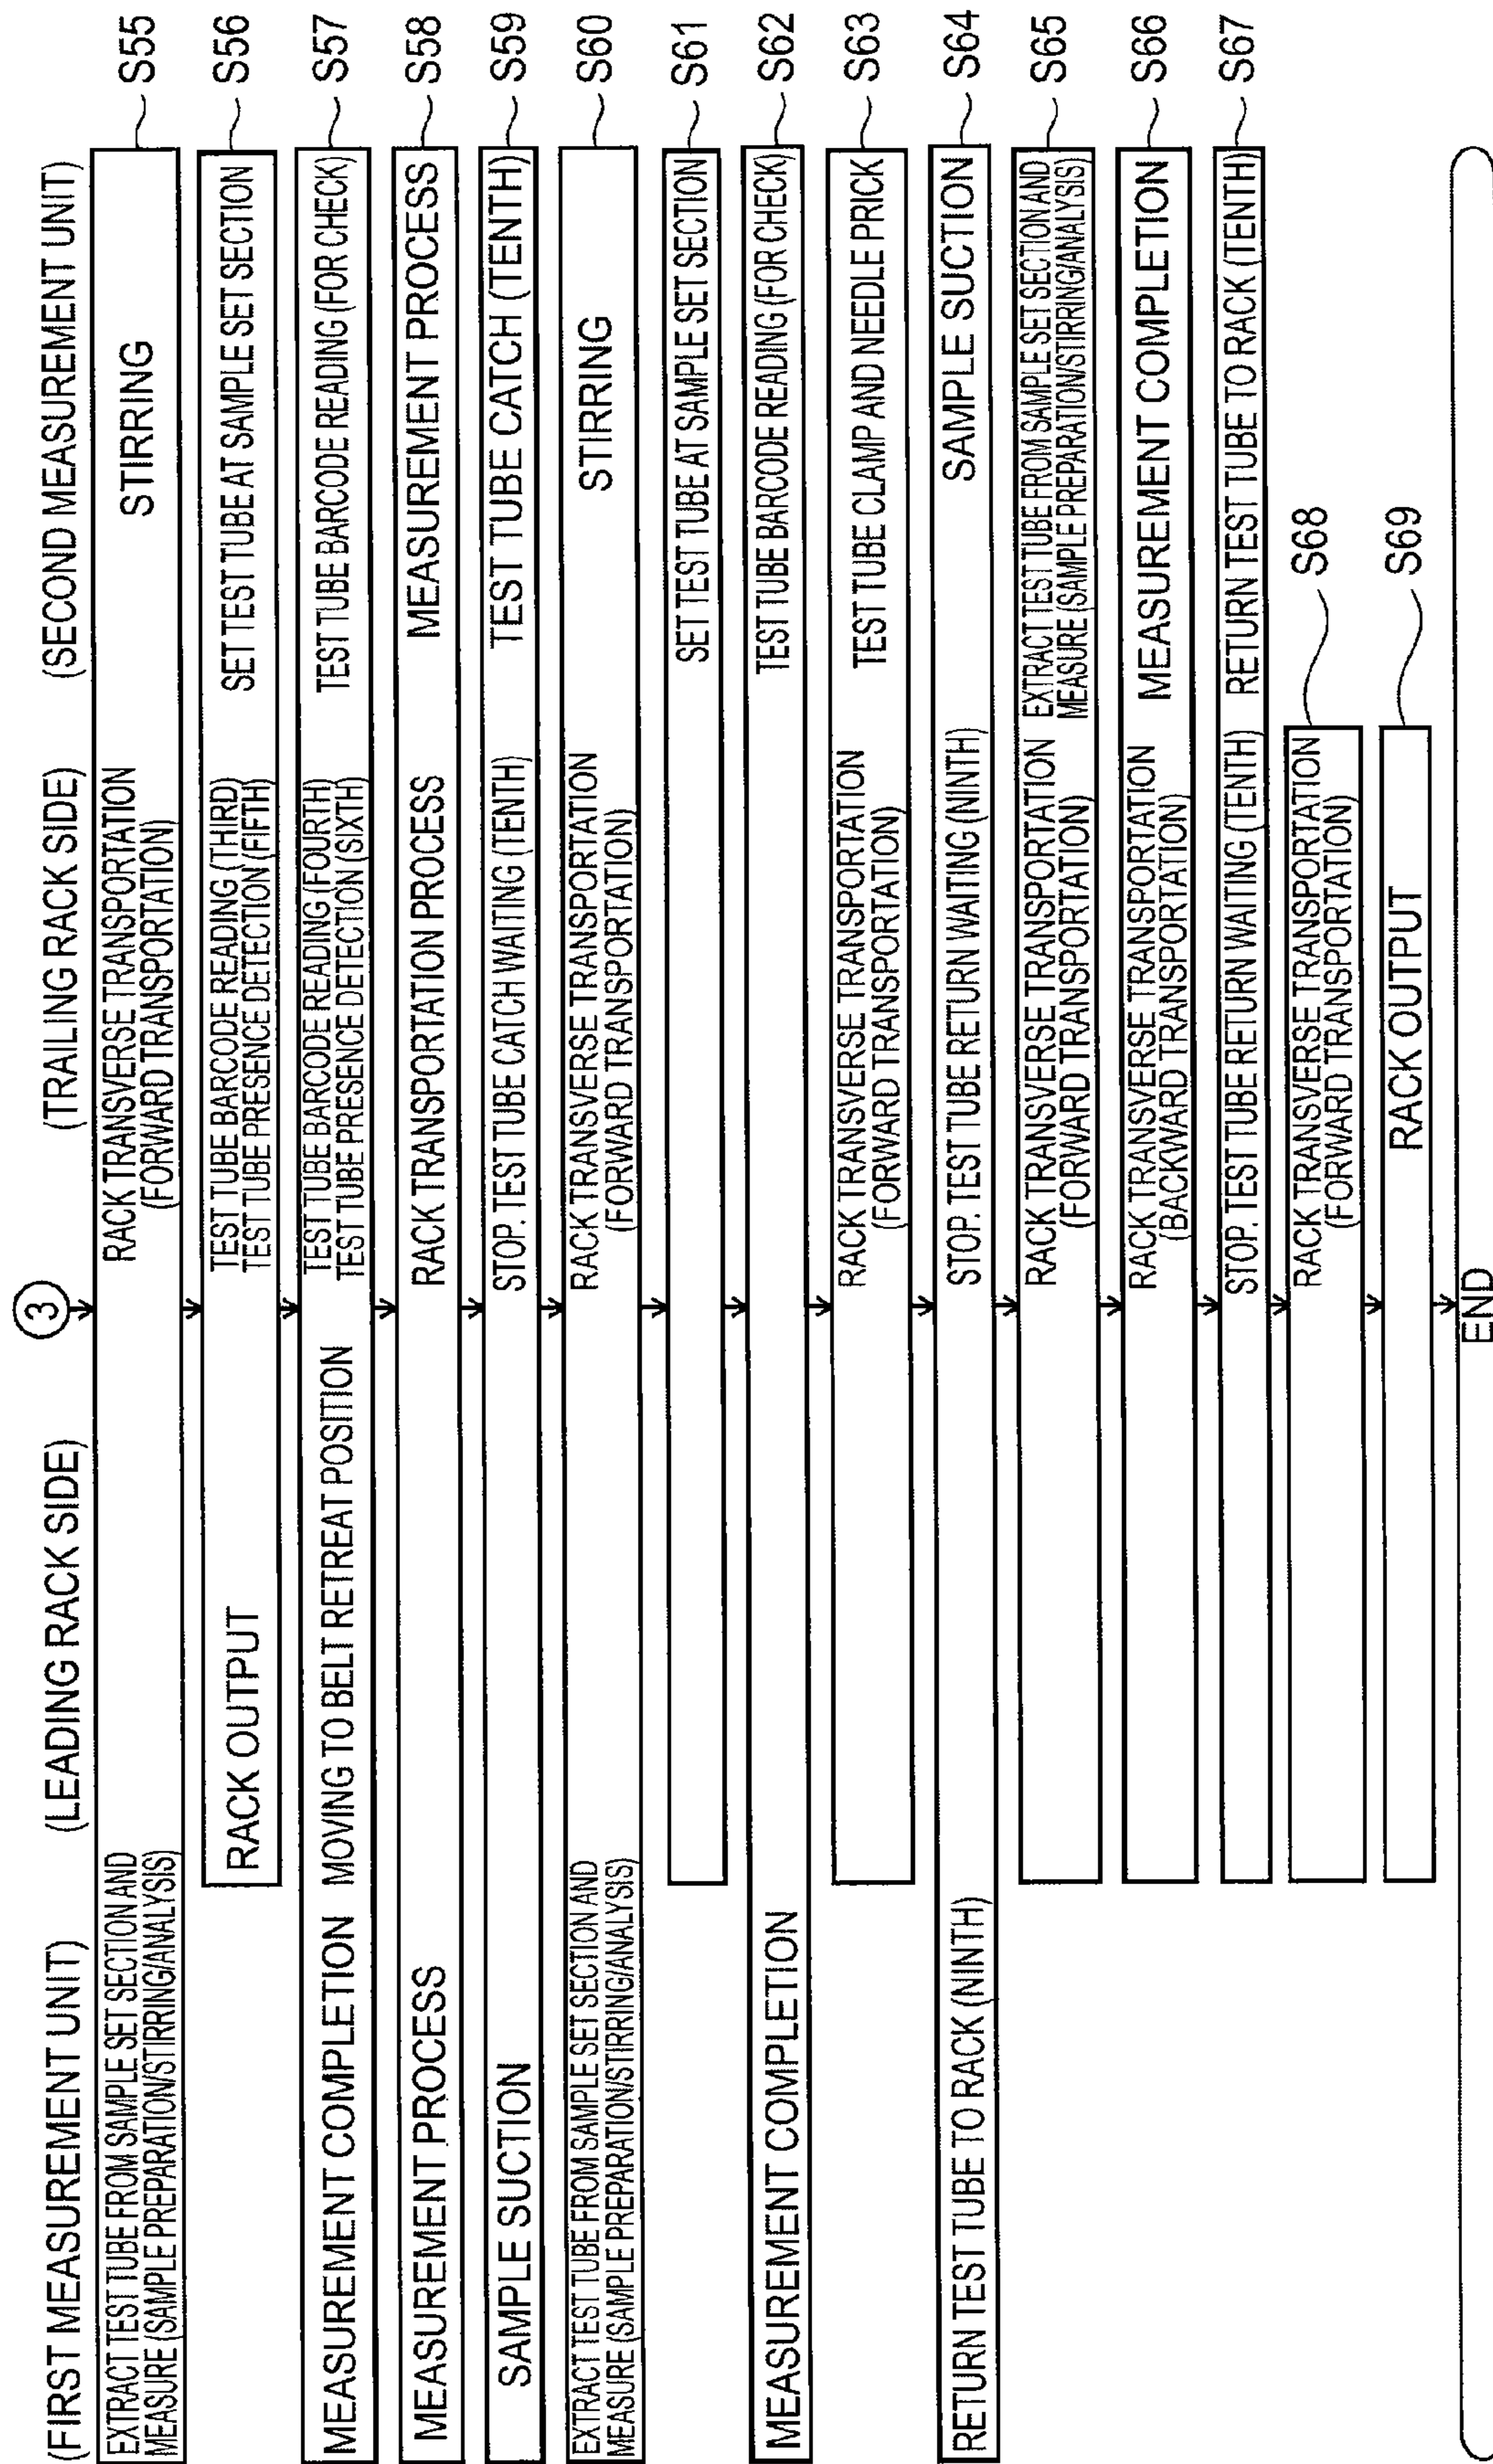 3
(FIRST MEASUREMENT UNIT)
(LEADING RACK SIDE)
(TRAILING RACK SIDE)
(SECOND MEASUREMENT UNIT)
EXTRACT TEST TUBE FROM SAMPLE SET SECTION AND
MEASURE (SAMPLE PREPARATION/STIRRING/ANALYSIS)
RACK TRANSVERSE TRANSPORTATION
(FORWARD TRANSPORTATION)
STIRRING
S55
RACK OUTPUT
TEST TUBE BARCODE READING (THIRD)
TEST TUBE PRESENCE DETECTION (FIFTH)
SET TEST TUBE AT SAMPLE SET SECTION
S56
MEASUREMENT COMPLETION
MOVING TO BELT RETREAT POSITION
TEST TUBE BARCODE READING (FOURTH)
TEST TUBE PRESENCE DETECTION (SIXTH)
TEST TUBE BARCODE READING (FOR CHECK)
S57
MEASUREMENT PROCESS
RACK TRANSPORTATION PROCESS
MEASUREMENT PROCESS
S58
SAMPLE SUCTION
STOP. TEST TUBE CATCH WAITING (TENTH)
TEST TUBE CATCH (TENTH)
S59
EXTRACT TEST TUBE FROM SAMPLE SET SECTION AND
MEASURE (SAMPLE PREPARATION/STIRRING/ANALYSIS)
RACK TRANSVERSE TRANSPORTATION
(FORWARD TRANSPORTATION)
STIRRING
S60
SET TEST TUBE AT SAMPLE SET SECTION
S61
MEASUREMENT COMPLETION
TEST TUBE BARCODE READING (FOR CHECK)
S62
RACK TRANSVERSE TRANSPORTATION
(FORWARD TRANSPORTATION)
TEST TUBE CLAMP AND NEEDLE PRICK
S63
RETURN TEST TUBE TO RACK (NINTH)
STOP. TEST TUBE RETURN WAITING (NINTH)
SAMPLE SUCTION
S64
RACK TRANSVERSE TRANSPORTATION
(FORWARD TRANSPORTATION)
EXTRACT TEST TUBE FROM SAMPLE SET SECTION AND
MEASURE (SAMPLE PREPARATION/STIRRING/ANALYSIS)
S65
RACK TRANSVERSE TRANSPORTATION
(BACKWARD TRANSPORTATION)
MEASUREMENT COMPLETION
S66
STOP. TEST TUBE RETURN WAITING (TENTH)
RETURN TEST TUBE TO RACK (TENTH)
S67
RACK TRANSVERSE TRANSPORTATION
(FORWARD TRANSPORTATION)
S68
RACK OUTPUT
S69
END